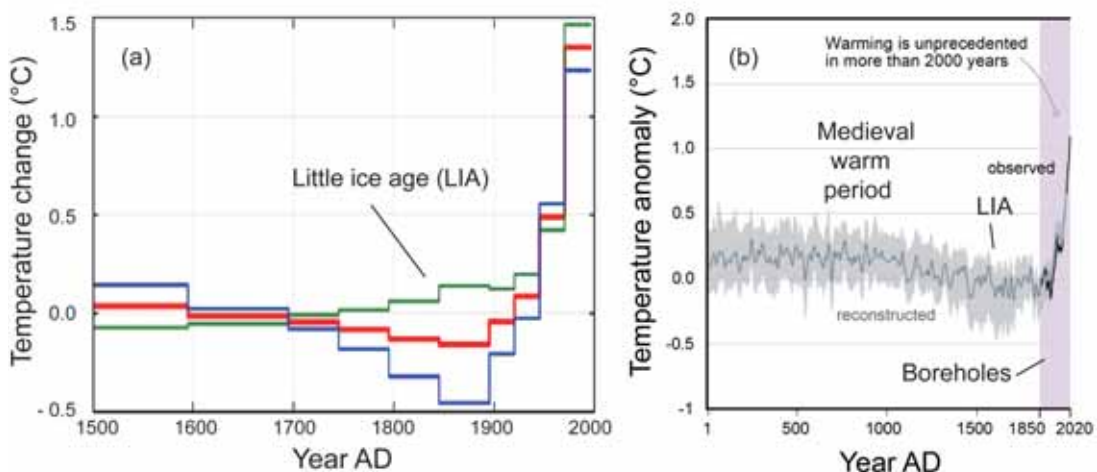 1.5
(a)
1.0
Little ice age (LIA)
0.5
0.0
- 0.5
1500
1600
1700
1800
1900
2000
Temperature change (°C)
Year AD
2.0
(b)
Warming is unprecedented
in more than 2000 years
1.5
Medieval
warm
period
1.0
observed
LIA
0.5
0.0
reconstructed
-0.5
Boreholes
-1
1
500
1000
1500
1850
2020
Temperature anomaly (°C)
Year AD